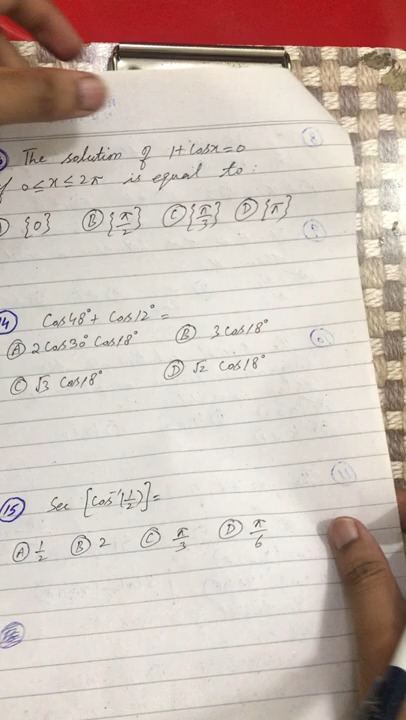 The solution of 1+Cosx=0
if 0≤x≤2π is equal to:
{0} Ⓑ {π/2} Ⓒ {π/3} Ⓓ {π}
14 Cos48°+ Cos12° =
Ⓐ 2Cos30° Cos18° Ⓑ 3Cos18°
Ⓒ √3 Cos18° Ⓓ √2 Cos18°
15 Sec [Cos⁻¹(1/2)]=
Ⓐ 1/2 Ⓑ 2 Ⓒ π/3 Ⓓ π/6